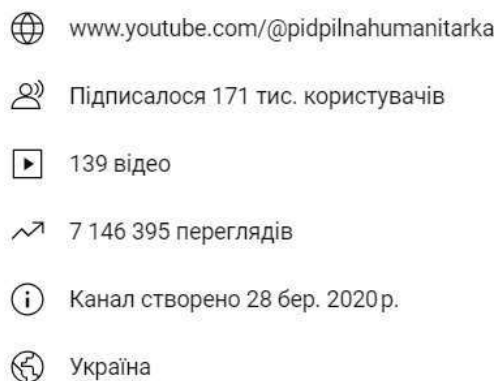 www.youtube.com/@pidpilnahumanitarka
Підписалося 171 тис. користувачів
139 відео
7 146 395 переглядів
Канал створено 28 бер. 2020 р.
Україна